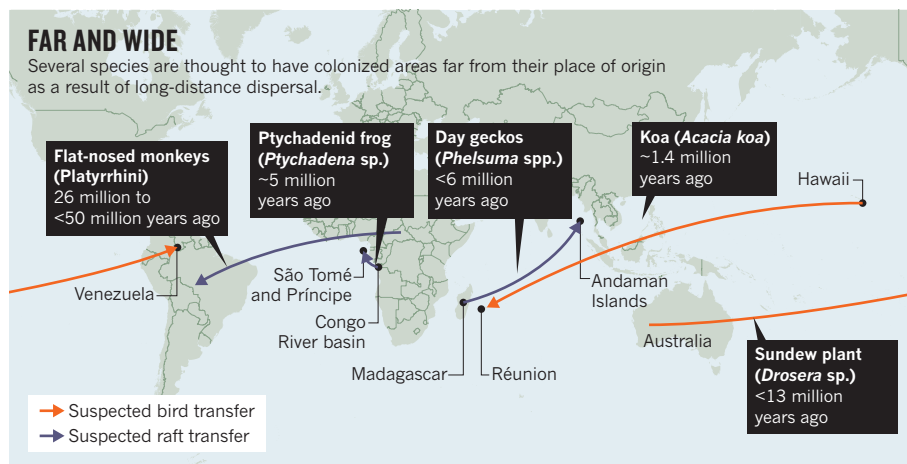 FAR AND WIDE
Several species are thought to have colonized areas far from their place of origin
as a result of long-distance dispersal.
Flat-nosed monkeys
(Platyrrhini)
26 million to
<50 million years ago
Ptychadenid frog
(Ptychadena sp.)
~5 million
years ago
Day geckos
(Phelsuma spp.)
<6 million
years ago
Koa (Acacia koa)
~1.4 million
years ago
Hawaii
Venezuela
São Tomé
and Príncipe
Congo
River basin
Madagascar
Réunion
Andaman
Islands
Australia
Sundew plant
(Drosera sp.)
<13 million
years ago
Suspected bird transfer
Suspected raft transfer